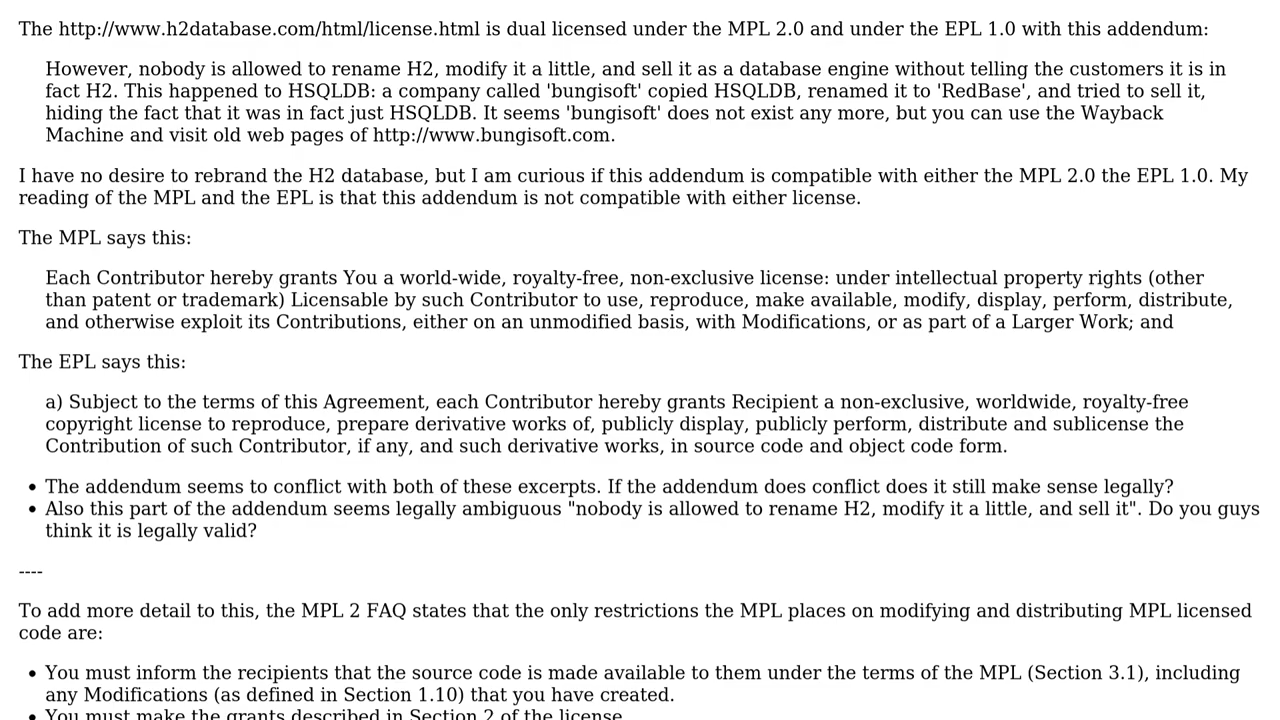 The http://www.h2database.com/html/license.html is dual licensed under the MPL 2.0 and under the EPL 1.0 with this addendum:
However, nobody is allowed to rename H2, modify it a little, and sell it as a database engine without telling the customers it is in
fact H2. This happened to HSQLDB: a company called 'bungisoft' copied HSQLDB, renamed it to 'RedBase', and tried to sell it,
hiding the fact that it was in fact just HSQLDB. It seems 'bungisoft' does not exist any more, but you can use the Wayback
Machine and visit old web pages of http://www.bungisoft.com.
I have no desire to rebrand the H2 database, but I am curious if this addendum is compatible with either the MPL 2.0 the EPL 1.0. My
reading of the MPL and the EPL is that this addendum is not compatible with either license.
The MPL says this:
Each Contributor hereby grants You a world-wide, royalty-free, non-exclusive license: under intellectual property rights (other
than patent or trademark) Licensable by such Contributor to use, reproduce, make available, modify, display, perform, distribute,
and otherwise exploit its Contributions, either on an unmodified basis, with Modifications, or as part of a Larger Work; and
The EPL says this:
a) Subject to the terms of this Agreement, each Contributor hereby grants Recipient a non-exclusive, worldwide, royalty-free
copyright license to reproduce, prepare derivative works of, publicly display, publicly perform, distribute and sublicense the
Contribution of such Contributor, if any, and such derivative works, in source code and object code form.
• The addendum seems to conflict with both of these excerpts. If the addendum does conflict does it still make sense legally?
• Also this part of the addendum seems legally ambiguous "nobody is allowed to rename H2, modify it a little, and sell it". Do you guys
think it is legally valid?
----
To add more detail to this, the MPL 2 FAQ states that the only restrictions the MPL places on modifying and distributing MPL licensed
code are:
• You must inform the recipients that the source code is made available to them under the terms of the MPL (Section 3.1), including
any Modifications (as defined in Section 1.10) that you have created.
• You must make the grants described in Section 2 of the license.